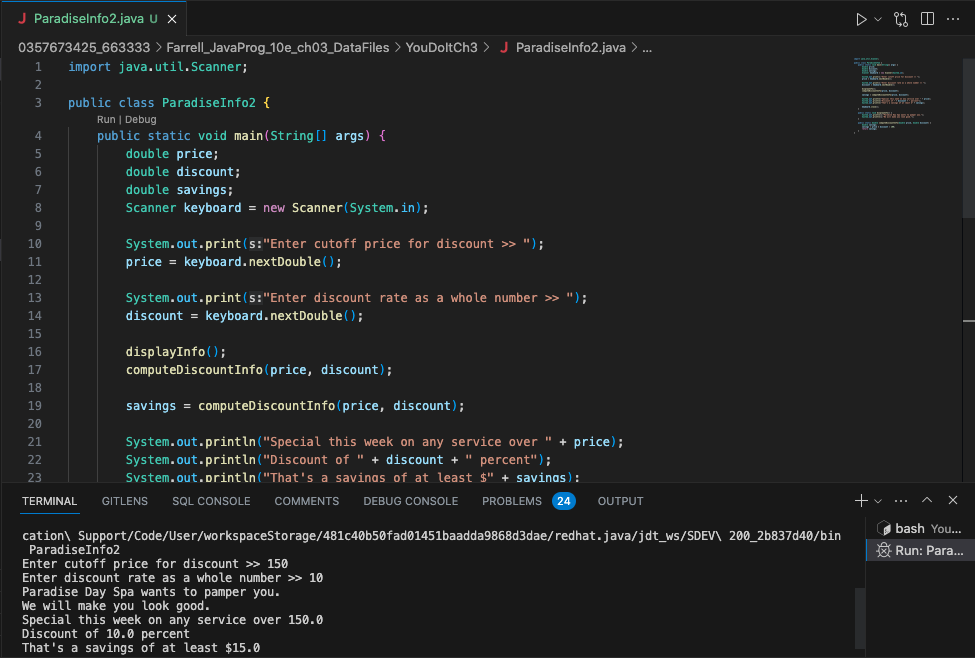 J ParadiseInfo2.java U ×
0357673425_663333 > Farrell_JavaProg_10e_ch03_DataFiles > YouDoItCh3 > J ParadiseInfo2.java > ...
1 import java.util.Scanner;
2
3 public class ParadiseInfo2 {
Run | Debug
4 public static void main(String[] args) {
5 double price;
6 double discount;
7 double savings;
8 Scanner keyboard = new Scanner(System.in);
9
10 System.out.print(s:"Enter cutoff price for discount >> ");
11 price = keyboard.nextDouble();
12
13 System.out.print(s:"Enter discount rate as a whole number >> ");
14 discount = keyboard.nextDouble();
15
16 displayInfo();
17 computeDiscountInfo(price, discount);
18
19 savings = computeDiscountInfo(price, discount);
20
21 System.out.println("Special this week on any service over " + price);
22 System.out.println("Discount of " + discount + " percent");
23 System.out.println("That's a savings of at least $" + savings);
TERMINAL GITLENS SQL CONSOLE COMMENTS DEBUG CONSOLE PROBLEMS 24 OUTPUT
cation\ Support/Code/User/workspaceStorage/481c40b50fad01451baadda9868d3dae/redhat.java/jdt_ws/SDEV\ 200_2b837d40/bin
ParadiseInfo2
Enter cutoff price for discount >> 150
Enter discount rate as a whole number >> 10
Paradise Day Spa wants to pamper you.
We will make you look good.
Special this week on any service over 150.0
Discount of 10.0 percent
That's a savings of at least $15.0
bash You...
Run: Para...